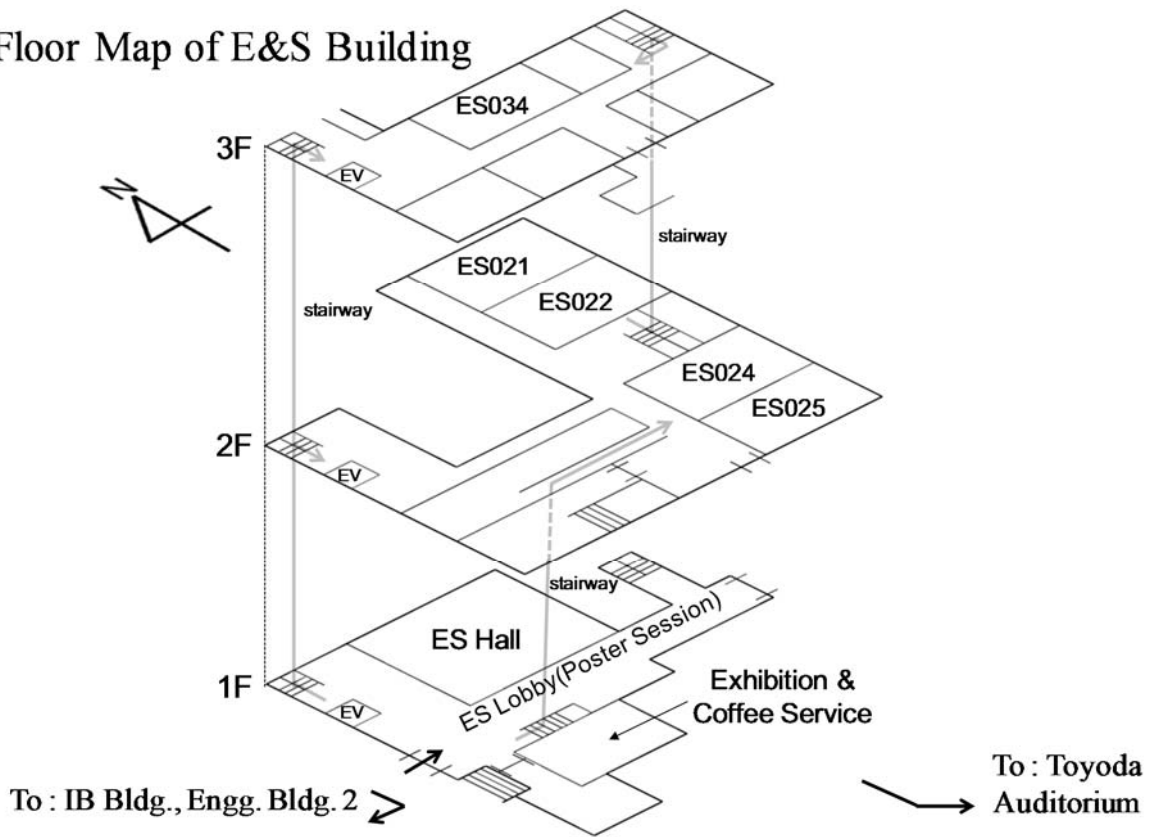 Floor Map of E&S Building
ES034
3F
EV
N
stairway
ES021
stairway
ES022
ES024
ES025
2F
EV
stairway
ES Hall
ES Lobby(Poster Session)
1F
EV
Exhibition &
Coffee Service
To : IB Bldg., Engg. Bldg. 2
To : Toyoda
Auditorium